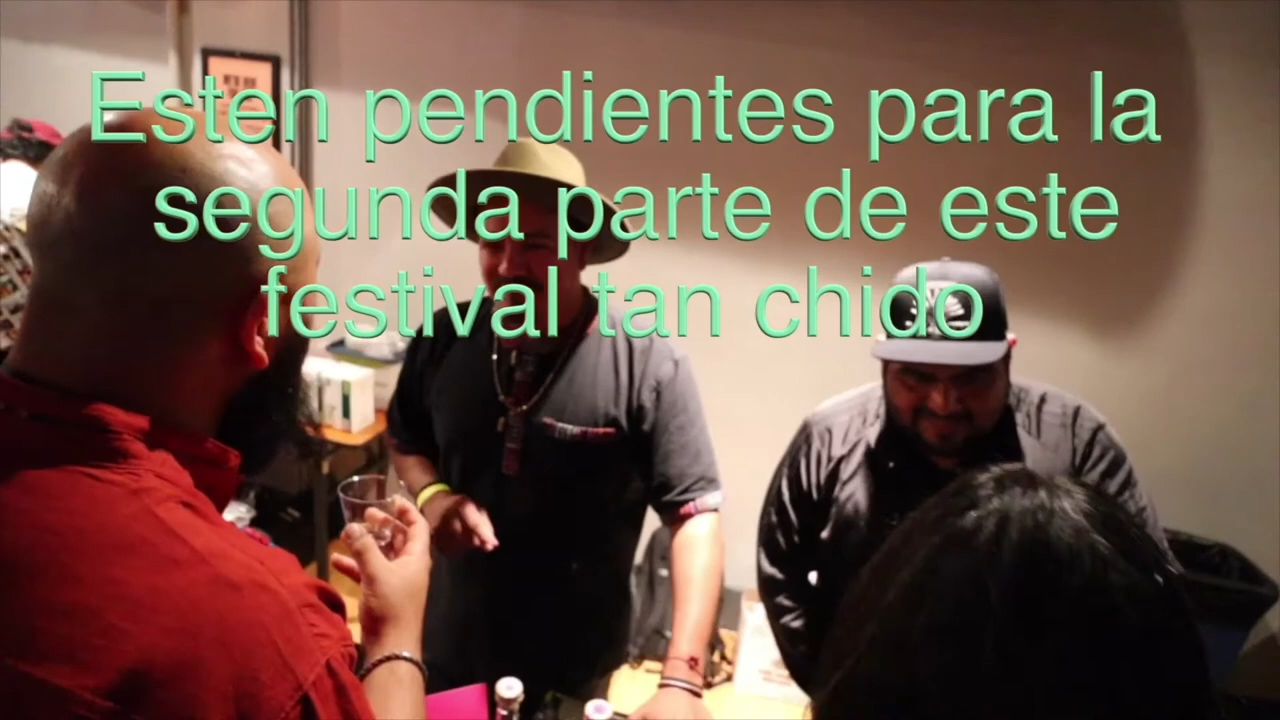 Esten pendientes para la
segunda parte de este
festival tan chido